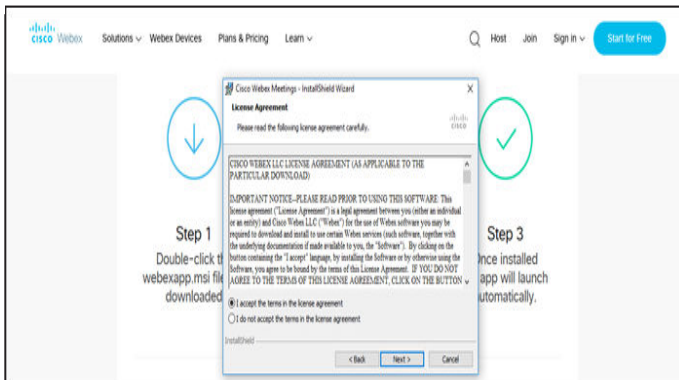 CISCO Webex Solutions Webex Devices Plans & Pricing Learn Host Join Sign in Start for Free
Cisco Webex Meetings - InstallShield Wizard X
License Agreement
Please read the following license agreement carefully.
CISCO
CISCO WEBEX LLC LICENSE AGREEMENT (AS APPLICABLE TO THE
PARTICULAR DOWNLOAD)
IMPORTANT NOTICE--PLEASE READ PRIOR TO USING THIS SOFTWARE: This
license agreement ("License Agreement") is a legal agreement between you (either an individual
or an entity) and Cisco Webex LLC ("Webex") for the use of Webex software you may be
required to download and install to use certain Webex services (such software, together with
the underlying documentation if made available to you, the "Software"). By clicking on the
button containing the "I accept" language, by installing the Software or by otherwise using the
Software, you agree to be bound by the terms of this License Agreement. IF YOU DO NOT
AGREE TO THE TERMS OF THIS LICENSE AGREEMENT, CLICK ON THE BUTTON
I accept the terms in the license agreement
I do not accept the terms in the license agreement
InstallShield
< Back Next > Cancel
Step 1
Double-click th
webexapp.msi file
downloaded
Step 3
Once installed
app will launch
automatically.